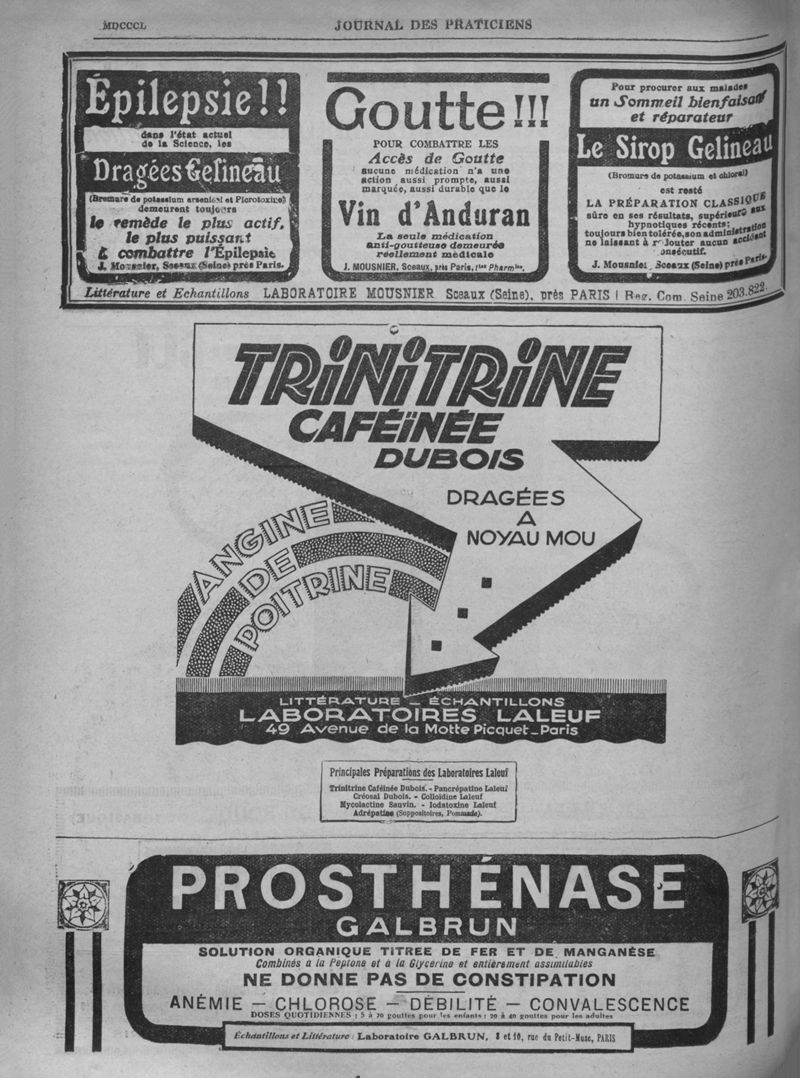 MDCCCL
JOURNAL DES PRATICIENS
Épilepsie!!
dans l'état actuel
de la Science, les
Dragées Gelineau
(Bromure de potassium arsenical et Picrotoxine)
demeurent toujours
le remède le plus actif,
le plus puissant
& combattre l'Épilepsie
J. Mousnier, Sceaux (Seine) près Paris.
Goutte!!!
POUR COMBATTRE LES
Accès de Goutte
aucune médication n'a une
action aussi prompte, aussi
marquée, aussi durable que le
Vin d'Anduran
La seule médication
anti-goutteuse demeurée
réellement médicale
J. MOUSNIER, Sceaux, près Paris, Ttes Pharmies.
Pour procurer aux malades
un Sommeil bienfaisant
et réparateur
Le Sirop Gelineau
(Bromure de potassium et chloral)
est resté
LA PRÉPARATION CLASSIQUE
sûre en ses résultats, supérieure aux
hypnotiques récents;
toujours bien tolérée, son administration
ne laissant à redouter aucun accident
consécutif.
J. Mousnier, Sceaux (Seine) près Paris.
Littérature et Echantillons LABORATOIRE MOUSNIER Sceaux (Seine), près PARIS | Reg. Com. Seine 203.822.
TRiNiTRiNE
CAFÉiNÉE
DUBOIS
DRAGÉES
A
NOYAU MOU
ANGINE
DE
POITRINE
LITTÉRATURE _ ÉCHANTILLONS
LABORATOIRES LALEUF
49 Avenue de la Motte Picquet_Paris
Principales Préparations des Laboratoires Laleuf
Trinitrine Caféinée Dubois. - Pancrépatine Laleuf
Créosal Dubois. - Colloidine Laleuf
Mycolactine Sauvin. - Iodatoxine Laleuf
Adrépatine (Suppositoires, Pommade).
PROSTHÉNASE
GALBRUN
SOLUTION ORGANIQUE TITREE DE FER ET DE MANGANÈSE
Combinés à la Peptone et à la Glycerine et entièrement assimilables
NE DONNE PAS DE CONSTIPATION
ANÉMIE — CHLOROSE — DÉBILITÉ — CONVALESCENCE
DOSES QUOTIDIENNES : 5 à 20 gouttes pour les enfants : 20 à 40 gouttes pour les adultes
Échantillons et Littérature : Laboratoire GALBRUN, 8 et 10, rue du Petit-Musc, PARIS